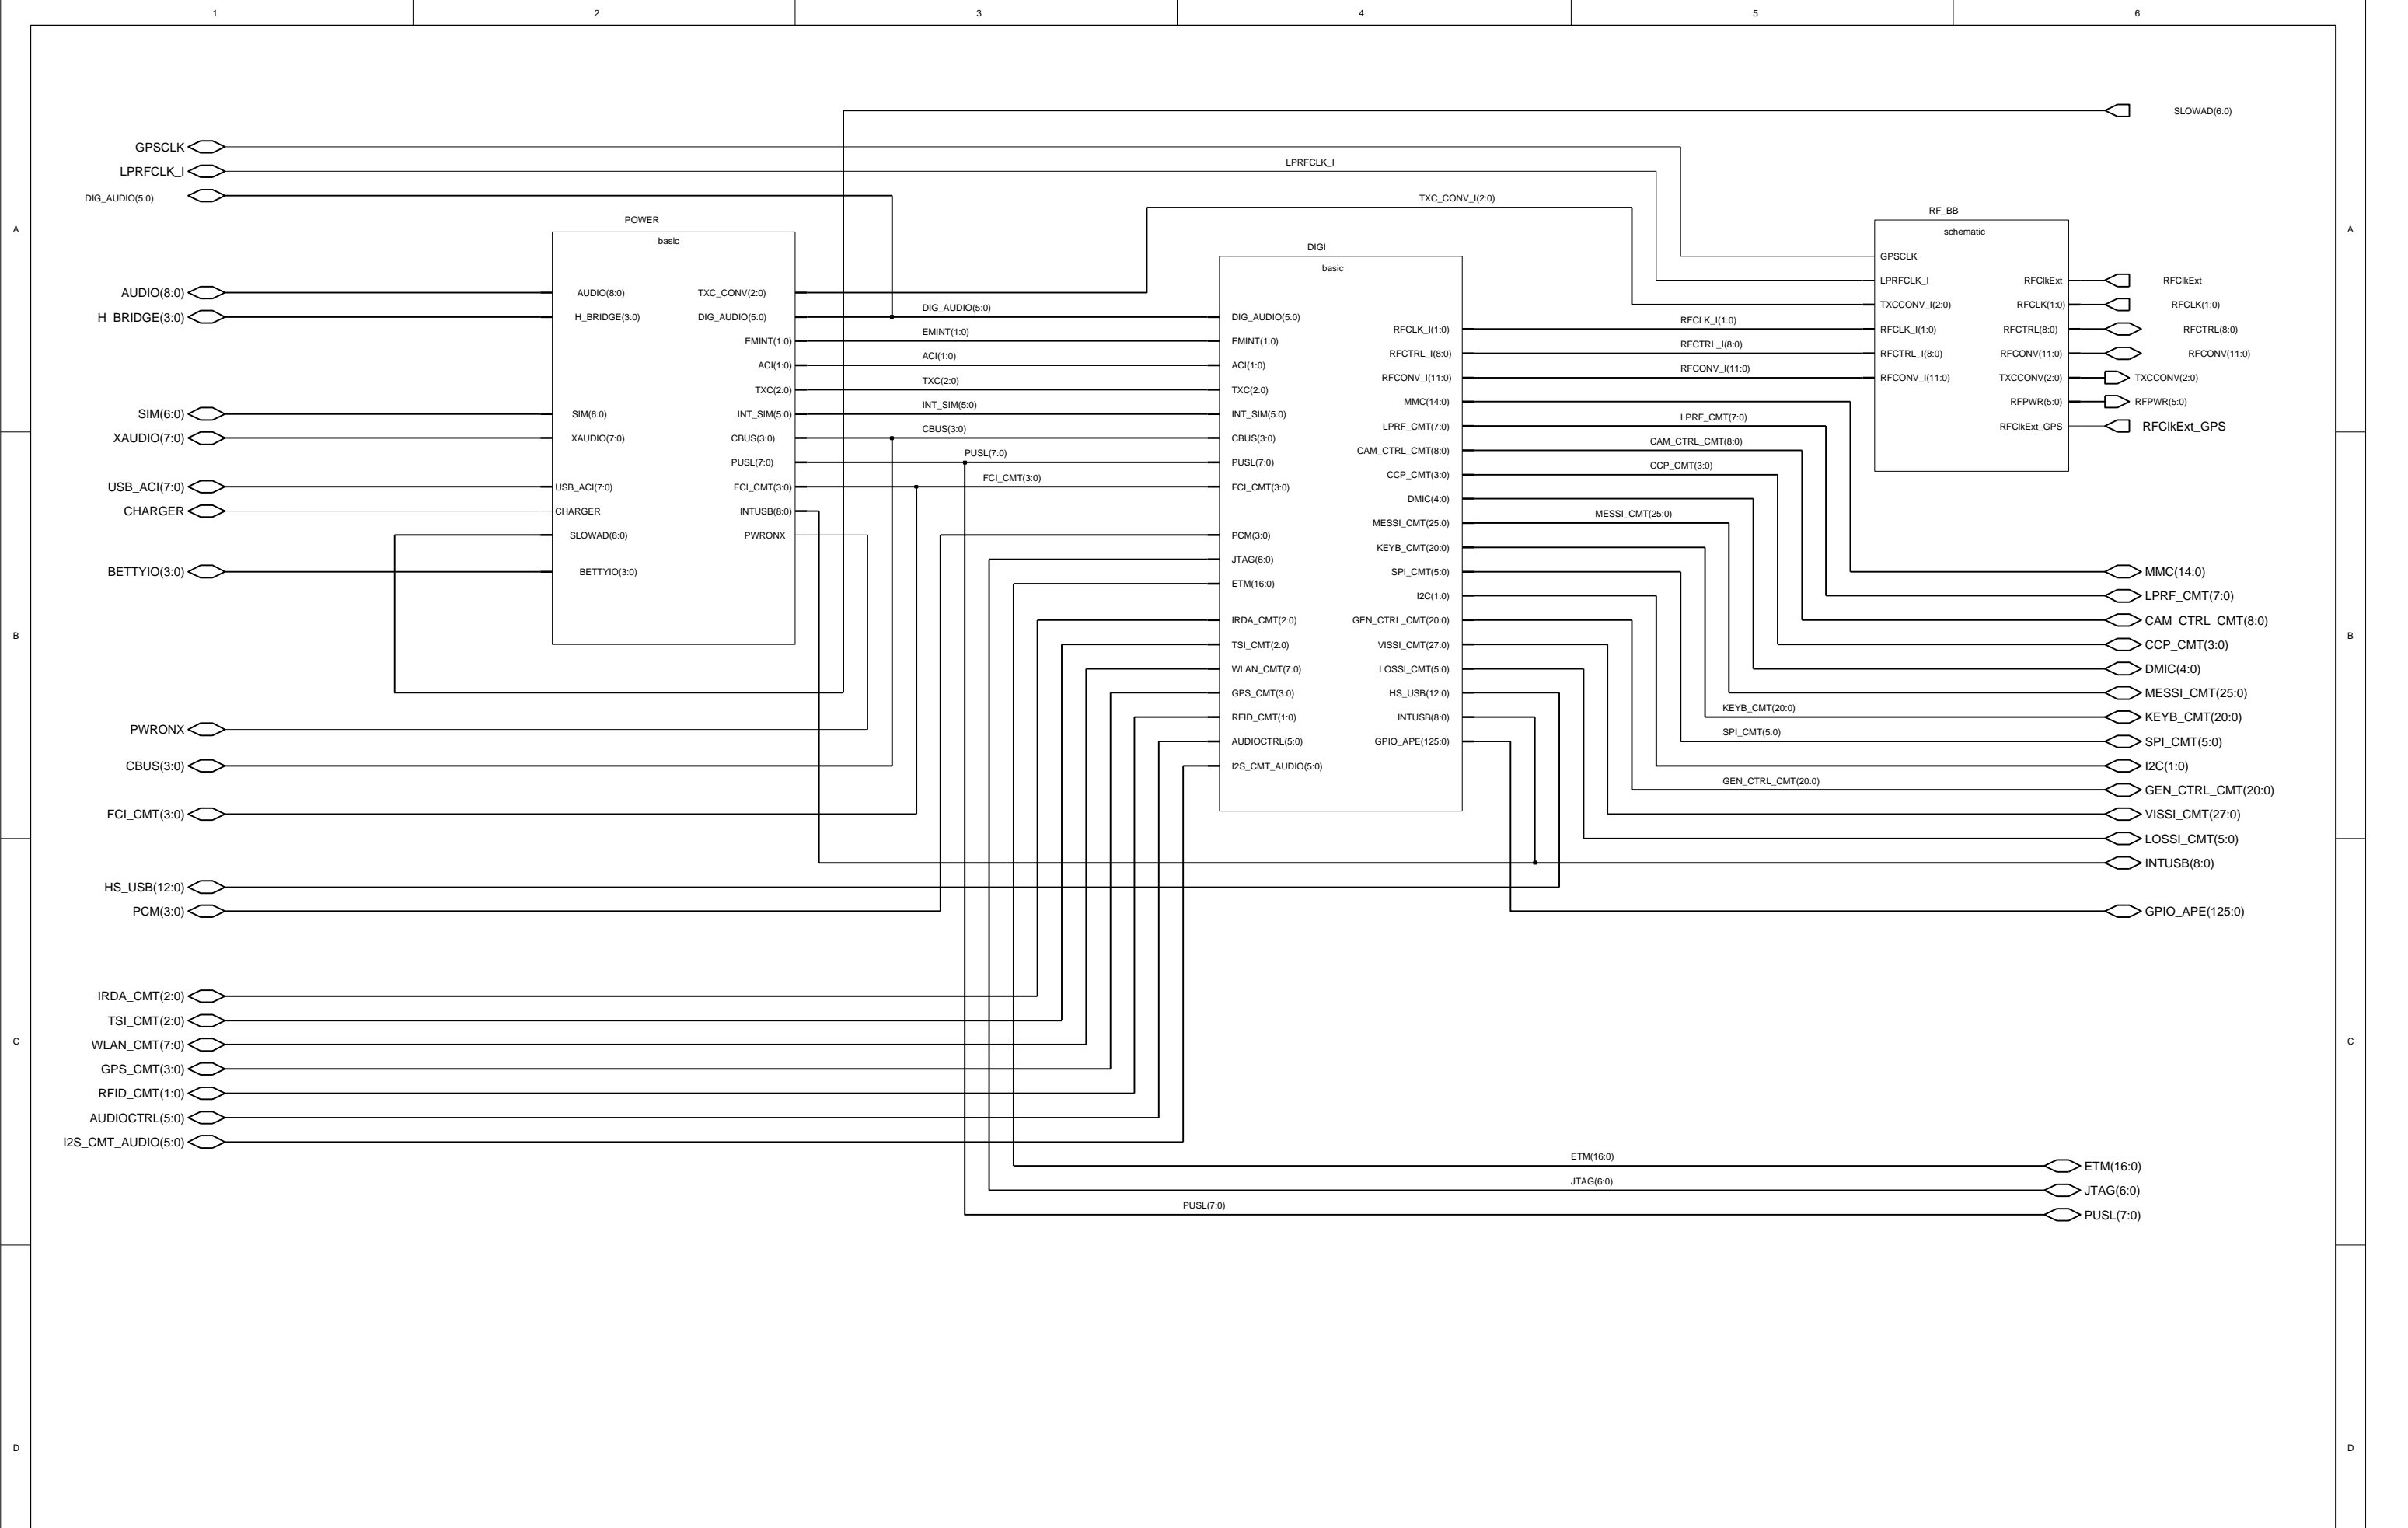 1 2 3 4 5 6
SLOWAD(6:0)
GPSCLK
LPRFCLK_I
LPRFCLK_I
DIG_AUDIO(5:0)
TXC_CONV_I(2:0)
A
A
POWER
basic
AUDIO(8:0)
H_BRIDGE(3:0)
SIM(6:0)
XAUDIO(7:0)
USB_ACI(7:0)
CHARGER
BETTYIO(3:0)
PWRONX
CBUS(3:0)
FCI_CMT(3:0)
HS_USB(12:0)
PCM(3:0)
IRDA_CMT(2:0)
TSI_CMT(2:0)
WLAN_CMT(7:0)
GPS_CMT(3:0)
RFID_CMT(1:0)
AUDIOCTRL(5:0)
I2S_CMT_AUDIO(5:0)
AUDIO(8:0)
H_BRIDGE(3:0)
SIM(6:0)
XAUDIO(7:0)
USB_ACI(7:0)
CHARGER
SLOWAD(6:0)
BETTYIO(3:0)
TXC_CONV(2:0)
DIG_AUDIO(5:0)
EMINT(1:0)
ACI(1:0)
TXC(2:0)
INT_SIM(5:0)
CBUS(3:0)
PUSL(7:0)
FCI_CMT(3:0)
INTUSB(8:0)
PWRONX
DIG_AUDIO(5:0)
EMINT(1:0)
ACI(1:0)
TXC(2:0)
INT_SIM(5:0)
CBUS(3:0)
PUSL(7:0)
FCI_CMT(3:0)
DIGI
basic
DIG_AUDIO(5:0)
EMINT(1:0)
ACI(1:0)
TXC(2:0)
INT_SIM(5:0)
CBUS(3:0)
PUSL(7:0)
FCI_CMT(3:0)
PCM(3:0)
JTAG(6:0)
ETM(16:0)
IRDA_CMT(2:0)
TSI_CMT(2:0)
WLAN_CMT(7:0)
GPS_CMT(3:0)
RFID_CMT(1:0)
AUDIOCTRL(5:0)
I2S_CMT_AUDIO(5:0)
RFCLK_I(1:0)
RFCTRL_I(8:0)
RFCONV_I(11:0)
MMC(14:0)
LPRF_CMT(7:0)
CAM_CTRL_CMT(8:0)
CCP_CMT(3:0)
DMIC(4:0)
MESSI_CMT(25:0)
KEYB_CMT(20:0)
SPI_CMT(5:0)
I2C(1:0)
GEN_CTRL_CMT(20:0)
VISSI_CMT(27:0)
LOSSI_CMT(5:0)
HS_USB(12:0)
INTUSB(8:0)
GPIO_APE(125:0)
RFCLK_I(1:0)
RFCTRL_I(8:0)
RFCONV_I(11:0)
LPRF_CMT(7:0)
CAM_CTRL_CMT(8:0)
CCP_CMT(3:0)
MESSI_CMT(25:0)
KEYB_CMT(20:0)
SPI_CMT(5:0)
GEN_CTRL_CMT(20:0)
RF_BB
schematic
GPSCLK
LPRFCLK_I
TXCCONV_I(2:0)
RFCLK_I(1:0)
RFCTRL_I(8:0)
RFCONV_I(11:0)
RFClkExt
RFCLK(1:0)
RFCTRL(8:0)
RFCONV(11:0)
TXCCONV(2:0)
RFPWR(5:0)
RFClkExt_GPS
RFClkExt
RFCLK(1:0)
RFCTRL(8:0)
RFCONV(11:0)
TXCCONV(2:0)
RFPWR(5:0)
RFClkExt_GPS
MMC(14:0)
LPRF_CMT(7:0)
CAM_CTRL_CMT(8:0)
CCP_CMT(3:0)
DMIC(4:0)
MESSI_CMT(25:0)
KEYB_CMT(20:0)
SPI_CMT(5:0)
I2C(1:0)
GEN_CTRL_CMT(20:0)
VISSI_CMT(27:0)
LOSSI_CMT(5:0)
INTUSB(8:0)
GPIO_APE(125:0)
B
B
C
C
ETM(16:0)
ETM(16:0)
JTAG(6:0)
JTAG(6:0)
PUSL(7:0)
PUSL(7:0)
D
D